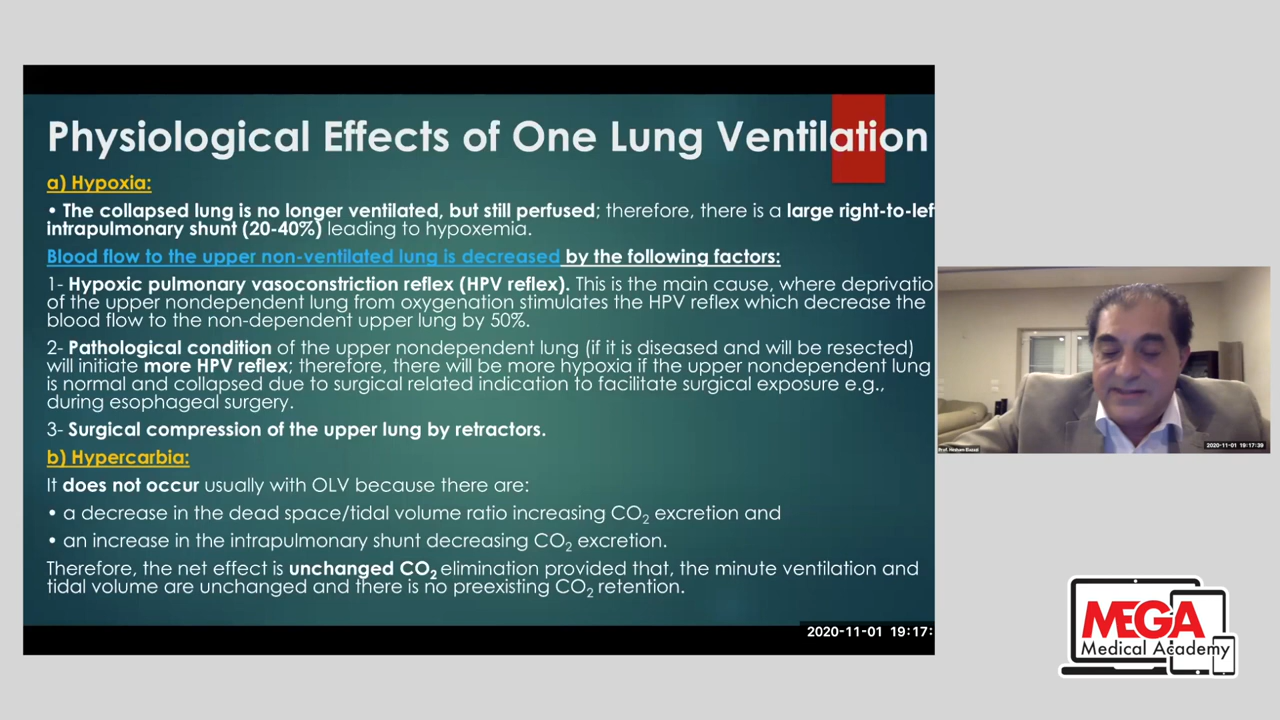 Physiological Effects of One Lung Ventilation
a) Hypoxia:
• The collapsed lung is no longer ventilated, but still perfused; therefore, there is a large right-to-lef
intrapulmonary shunt (20-40%) leading to hypoxemia.
Blood flow to the upper non-ventilated lung is decreased by the following factors:
1- Hypoxic pulmonary vasoconstriction reflex (HPV reflex). This is the main cause, where deprivatio
of the upper nondependent lung from oxygenation stimulates the HPV reflex which decrease the
blood flow to the non-dependent upper lung by 50%.
2- Pathological condition of the upper nondependent lung (if it is diseased and will be resected)
will initiate more HPV reflex; therefore, there will be more hypoxia if the upper nondependent lung
is normal and collapsed due to surgical related indication to facilitate surgical exposure e.g.,
during esophageal surgery.
3- Surgical compression of the upper lung by retractors.
b) Hypercarbia:
It does not occur usually with OLV because there are:
• a decrease in the dead space/tidal volume ratio increasing CO₂ excretion and
• an increase in the intrapulmonary shunt decreasing CO₂ excretion.
Therefore, the net effect is unchanged CO₂ elimination provided that, the minute ventilation and
tidal volume are unchanged and there is no preexisting CO₂ retention.
2020-11-01 19:17:
2020-11-01 19:17:39
MEGA
Medical Academy